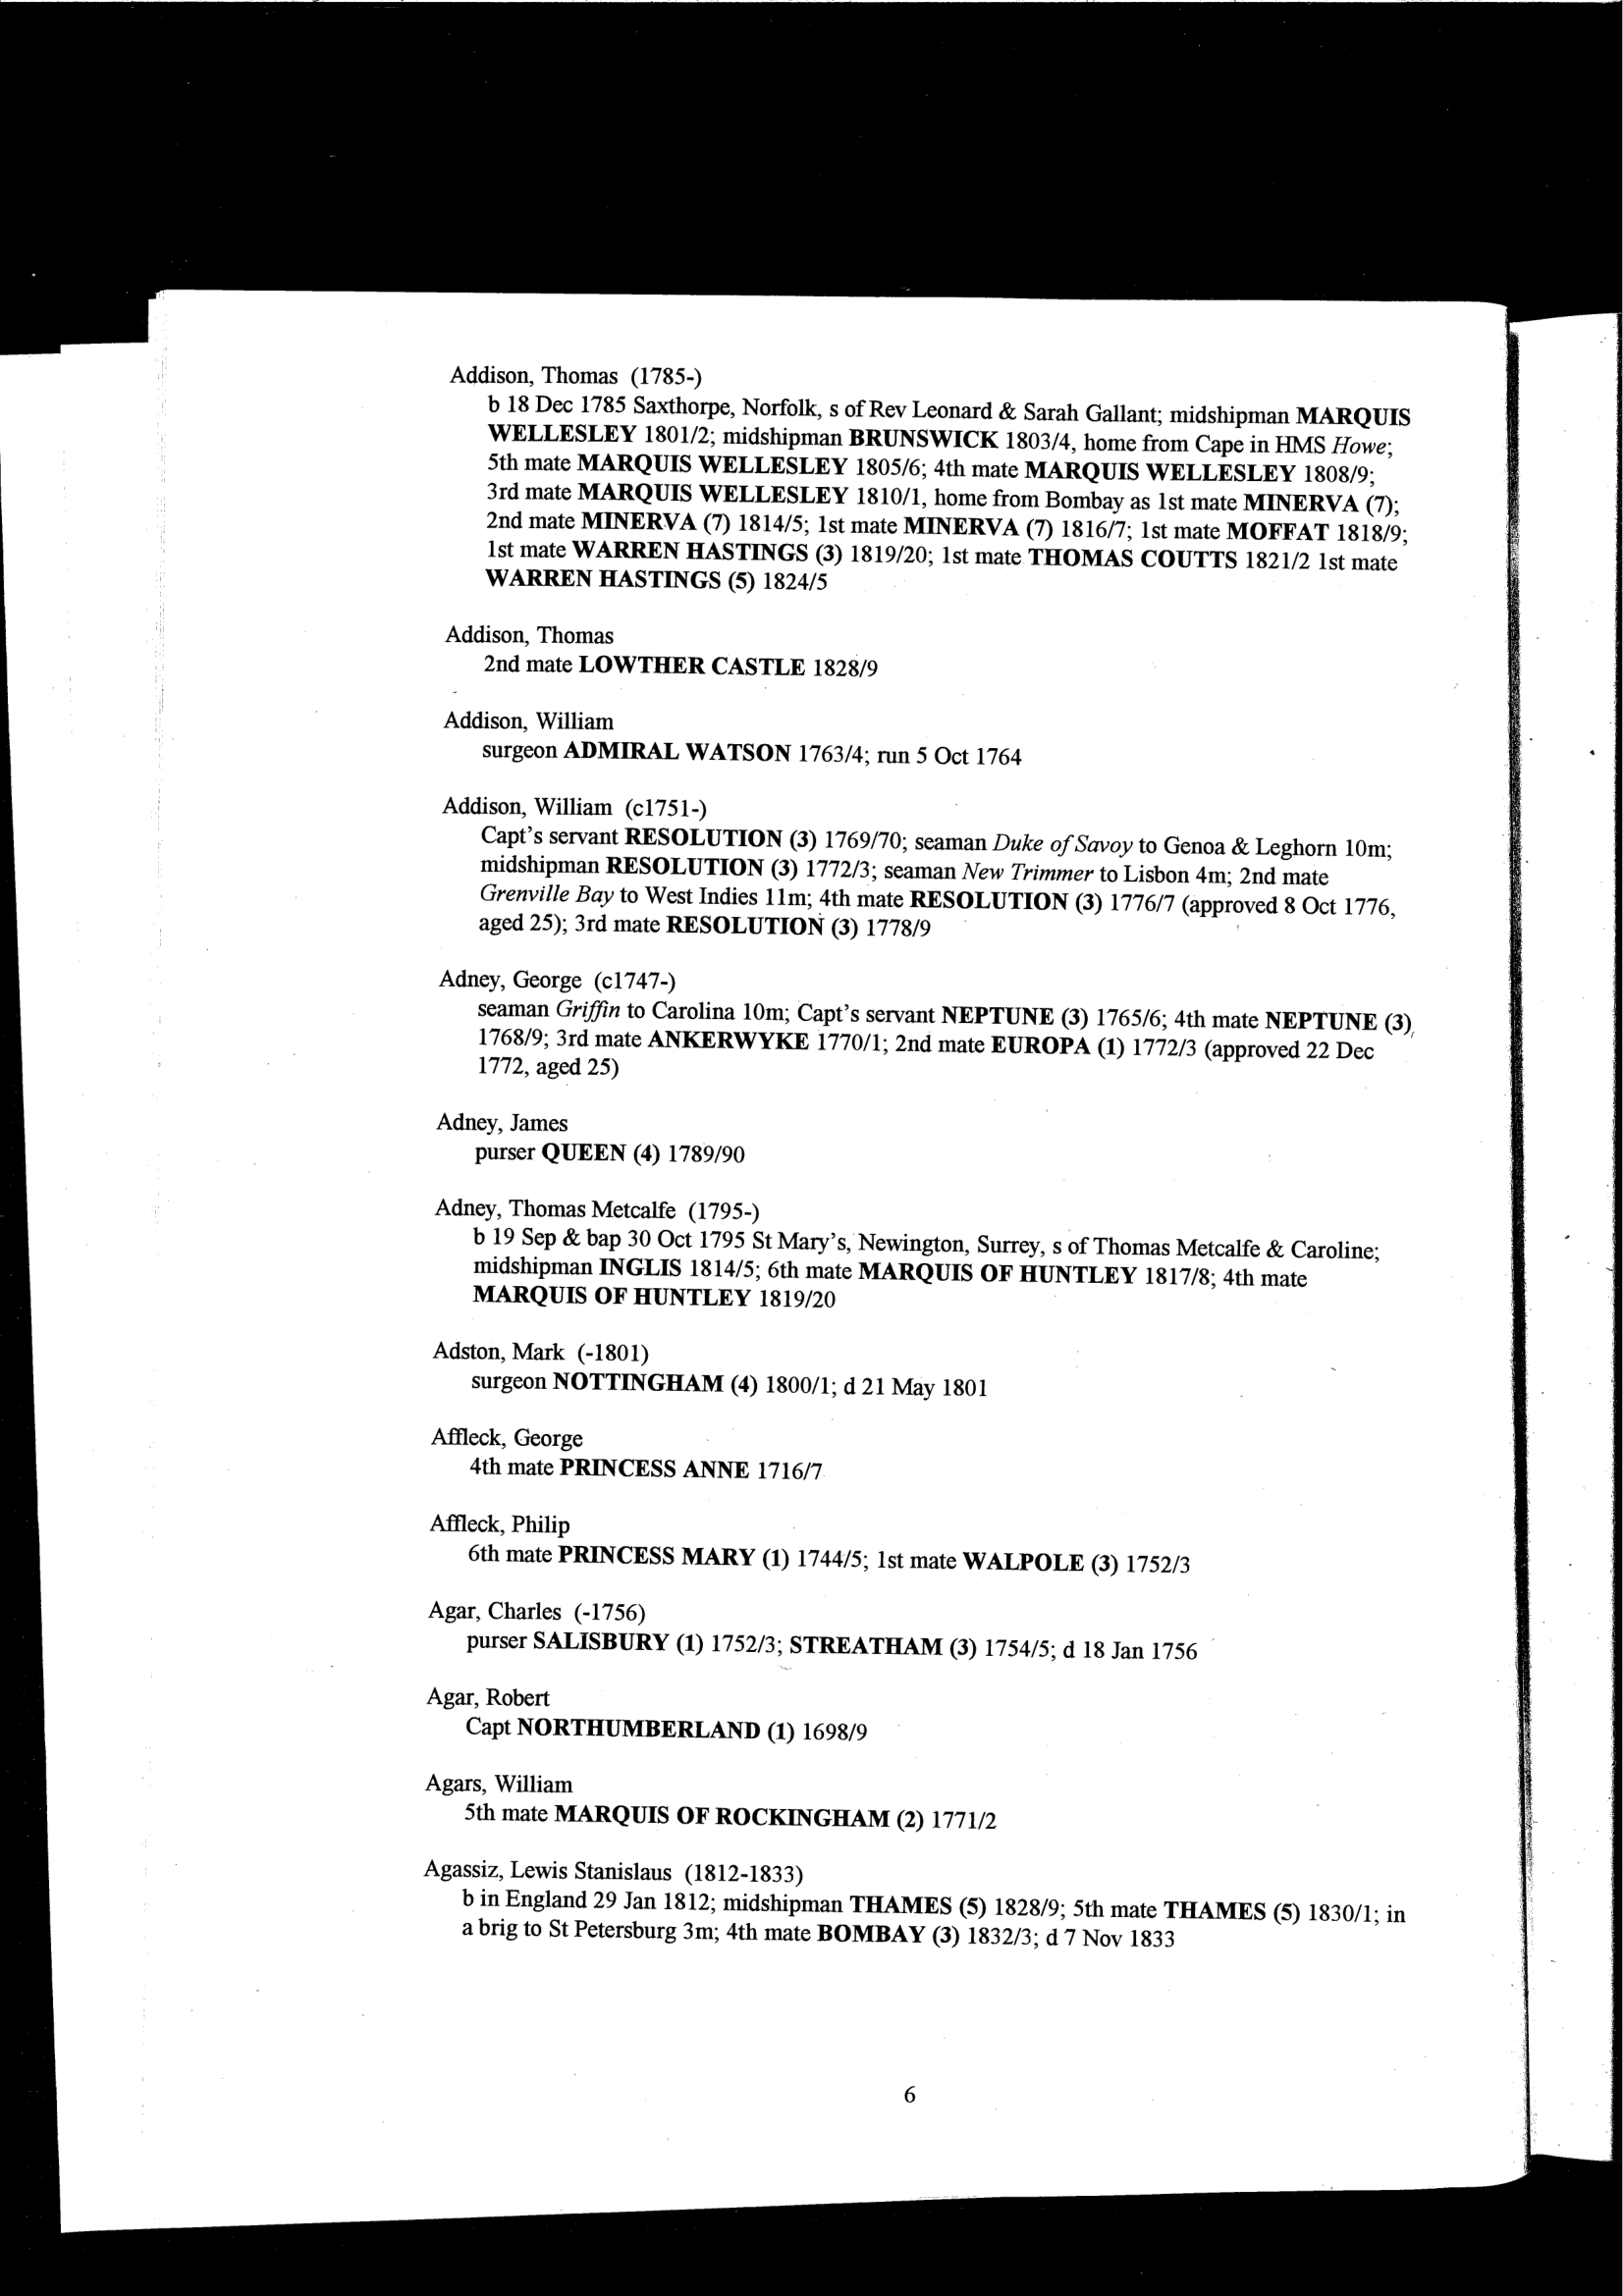 Addison, Thomas (1785-)
b 18 Dec 1785 Saxthorpe, Norfolk, s of Rev Leonard & Sarah Gallant; midshipman MARQUIS
WELLESLEY 1801/2; midshipman BRUNSWICK 1803/4, home from Cape in HMS Howe;
5th mate MARQUIS WELLESLEY 1805/6; 4th mate MARQUIS WELLESLEY 1808/9;
3rd mate MARQUIS WELLESLEY 1810/1, home from Bombay as 1st mate MINERVA (7);
2nd mate MINERVA (7) 1814/5; 1st mate MINERVA (7) 1816/7; 1st mate MOFFAT 1818/9;
1st mate WARREN HASTINGS (3) 1819/20; 1st mate THOMAS COUTTS 1821/2 1st mate
WARREN HASTINGS (5) 1824/5
Addison, Thomas
2nd mate LOWTHER CASTLE 1828/9
Addison, William
surgeon ADMIRAL WATSON 1763/4; run 5 Oct 1764
Addison, William (c1751-)
Capt's servant RESOLUTION (3) 1769/70; seaman Duke of Savoy to Genoa & Leghorn 10m;
midshipman RESOLUTION (3) 1772/3; seaman New Trimmer to Lisbon 4m; 2nd mate
Grenville Bay to West Indies 11m; 4th mate RESOLUTION (3) 1776/7 (approved 8 Oct 1776,
aged 25); 3rd mate RESOLUTION (3) 1778/9
Adney, George (c1747-)
seaman Griffin to Carolina 10m; Capt's servant NEPTUNE (3) 1765/6; 4th mate NEPTUNE (3)
1768/9; 3rd mate ANKERWYKE 1770/1; 2nd mate EUROPA (1) 1772/3 (approved 22 Dec
1772, aged 25)
Adney, James
purser QUEEN (4) 1789/90
Adney, Thomas Metcalfe (1795-)
b 19 Sep & bap 30 Oct 1795 St Mary's, Newington, Surrey, s of Thomas Metcalfe & Caroline;
midshipman INGLIS 1814/5; 6th mate MARQUIS OF HUNTLEY 1817/8; 4th mate
MARQUIS OF HUNTLEY 1819/20
Adston, Mark (-1801)
surgeon NOTTINGHAM (4) 1800/1; d 21 May 1801
Affleck, George
4th mate PRINCESS ANNE 1716/7
Affleck, Philip
6th mate PRINCESS MARY (1) 1744/5; 1st mate WALPOLE (3) 1752/3
Agar, Charles (-1756)
purser SALISBURY (1) 1752/3; STREATHAM (3) 1754/5; d 18 Jan 1756
Agar, Robert
Capt NORTHUMBERLAND (1) 1698/9
Agars, William
5th mate MARQUIS OF ROCKINGHAM (2) 1771/2
Agassiz, Lewis Stanislaus (1812-1833)
b in England 29 Jan 1812; midshipman THAMES (5) 1828/9; 5th mate THAMES (5) 1830/1; in
a brig to St Petersburg 3m; 4th mate BOMBAY (3) 1832/3; d 7 Nov 1833
6